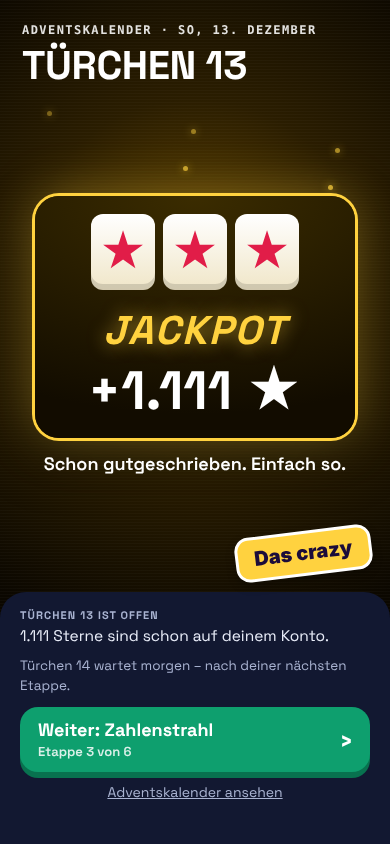 ADVENTSKALENDER · SO, 13. DEZEMBER
TÜRCHEN 13
★ ★ ★
JACKPOT
+1.111 ★
Schon gutgeschrieben. Einfach so.
Das crazy
TÜRCHEN 13 IST OFFEN
1.111 Sterne sind schon auf deinem Konto.
Türchen 14 wartet morgen – nach deiner nächsten
Etappe.
Weiter: Zahlenstrahl
Etappe 3 von 6
>
Adventskalender ansehen